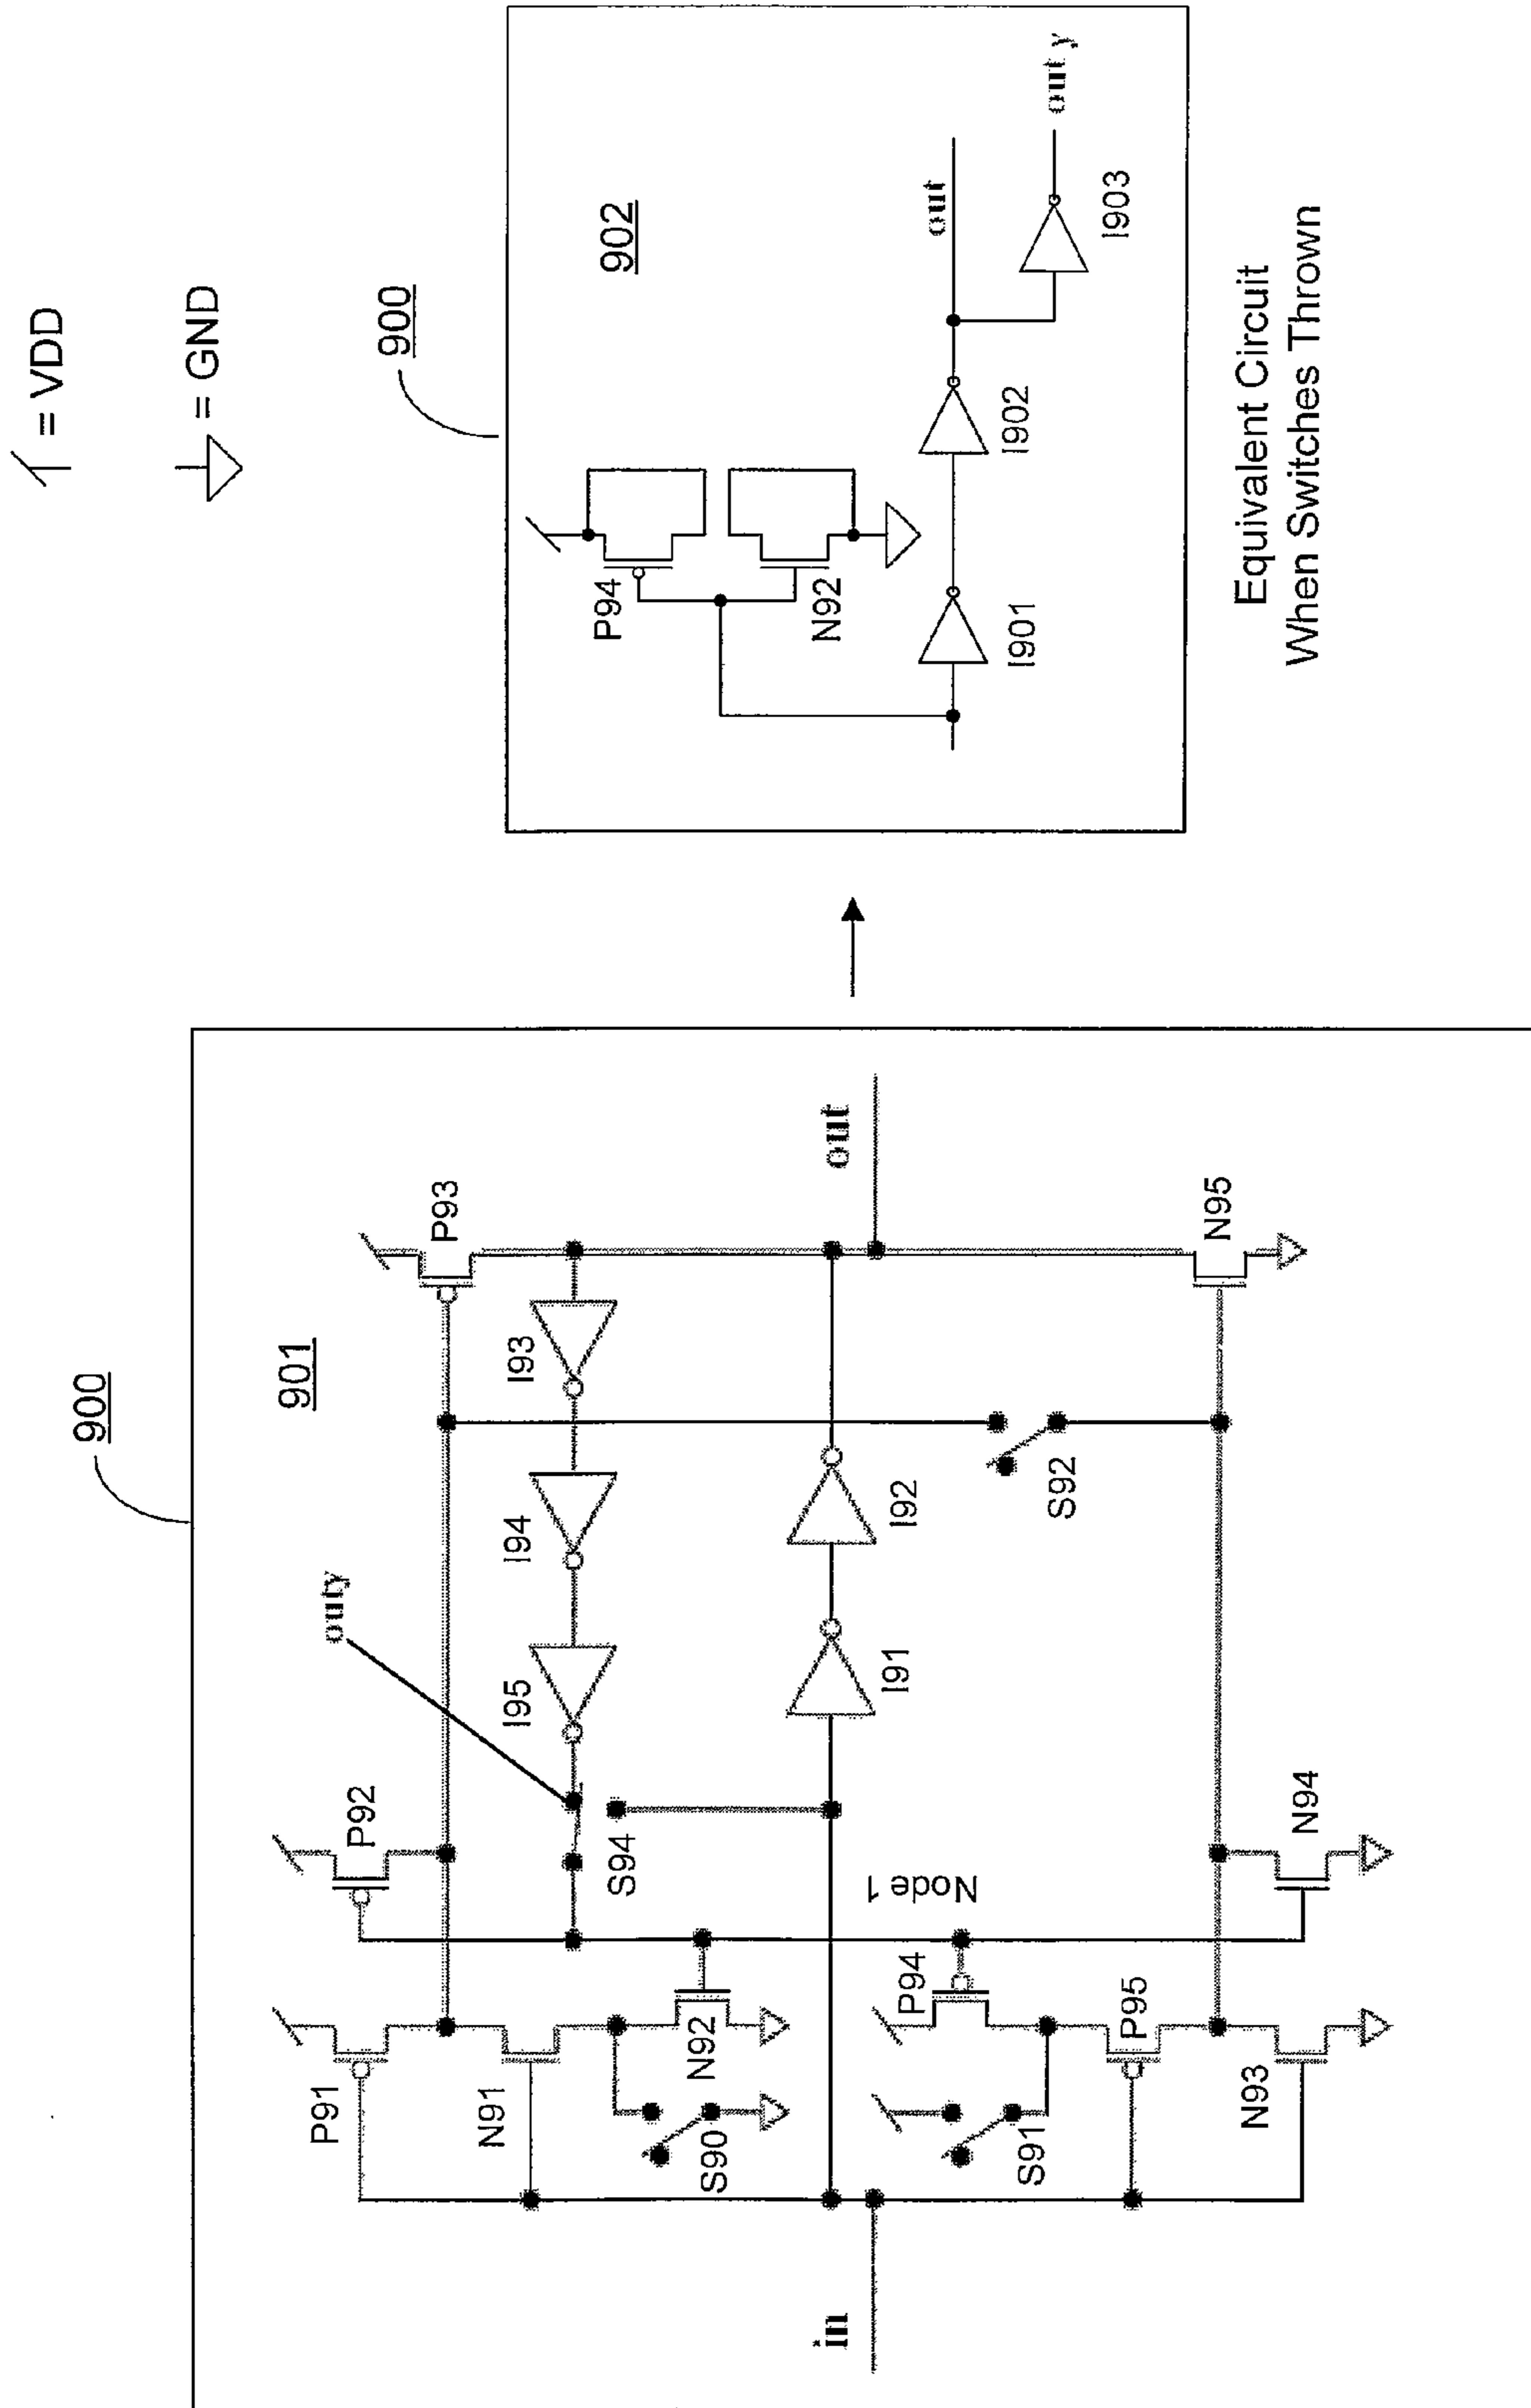 = VDD
= GND
900
901
P91
P92
P93
outy
I95
I94
I93
N91
N92
S90
S94
I91
I92
in
out
Node 1
S91
P94
P95
S92
N93
N94
N95
900
902
P94
N92
out
I901
I902
I903
out y
Equivalent Circuit
When Switches Thrown